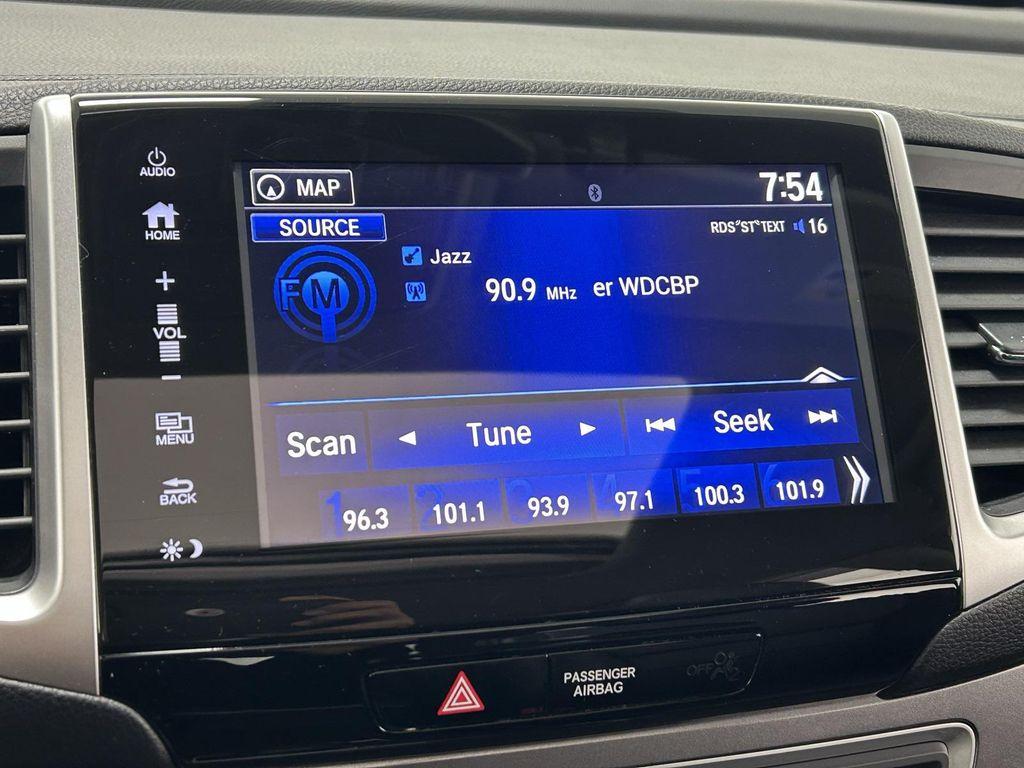 AUDIO
MAP
7:54
HOME
SOURCE
RDS"ST"TEXT 16
Jazz
FM
90.9 MHz er WDCBP
+
VOL
-
MENU
Scan
Tune
Seek
BACK
1 96.3
2 101.1
3 93.9
4 97.1
5 100.3
6 101.9
PASSENGER
AIRBAG
OFF